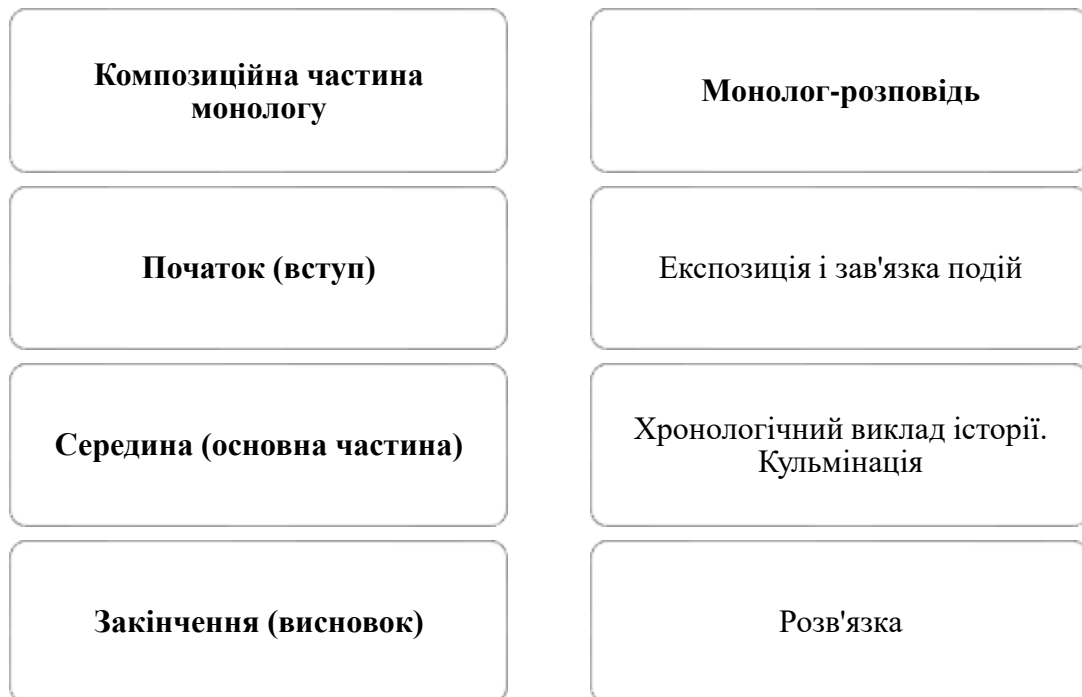 Композиційна частина
монологу
Монолог-розповідь
Початок (вступ)
Експозиція і зав'язка подій
Середина (основна частина)
Хронологічний виклад історії.
Кульмінація
Закінчення (висновок)
Розв'язка